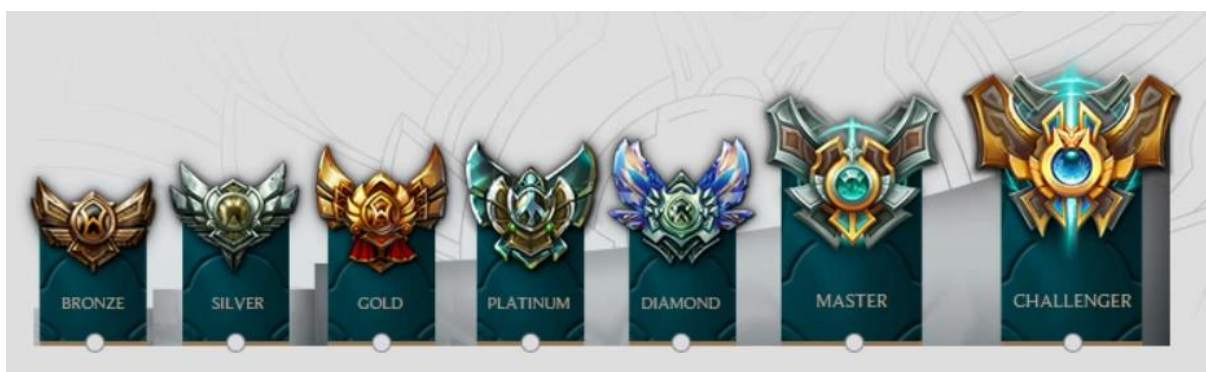 BRONZE
SILVER
GOLD
PLATINUM
DIAMOND
MASTER
CHALLENGER